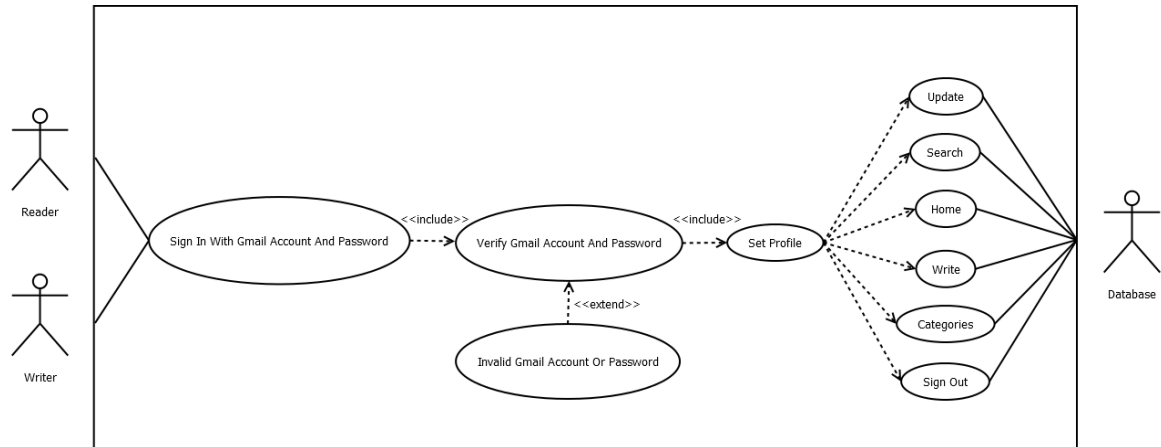 Reader
Writer
Sign In With Gmail Account And Password
<<include>>
Verify Gmail Account And Password
<<extend>>
Invalid Gmail Account Or Password
<<include>>
Set Profile
Update
Search
Home
Write
Categories
Sign Out
Database